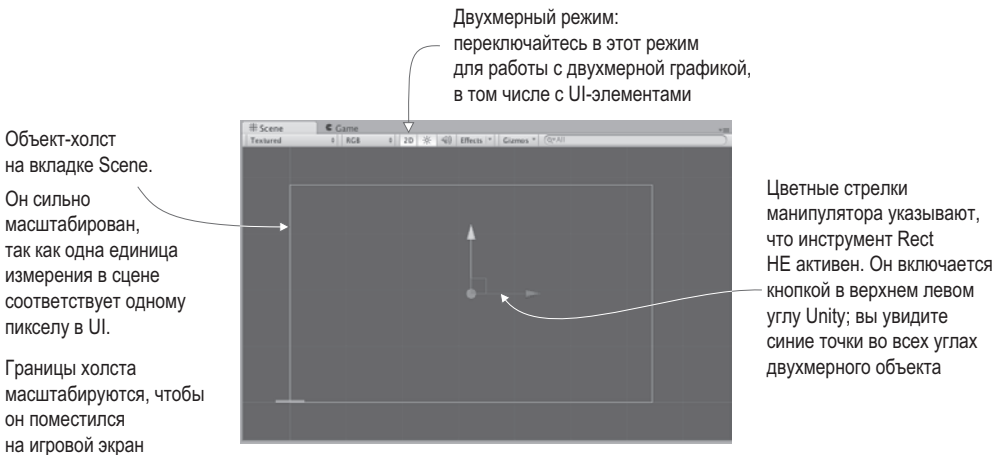 Двухмерный режим:
переключайтесь в этот режим
для работы с двухмерной графикой,
в том числе с UI-элементами
Объект-холст
на вкладке Scene.
Он сильно
масштабирован,
так как одна единица
измерения в сцене
соответствует одному
пикселу в UI.
Границы холста
масштабируются, чтобы
он поместился
на игровой экран
Scene Game
Textured RGB 2D Effects Gizmos All
Цветные стрелки
манипулятора указывают,
что инструмент Rect
НЕ активен. Он включается
кнопкой в верхнем левом
углу Unity; вы увидите
синие точки во всех углах
двухмерного объекта